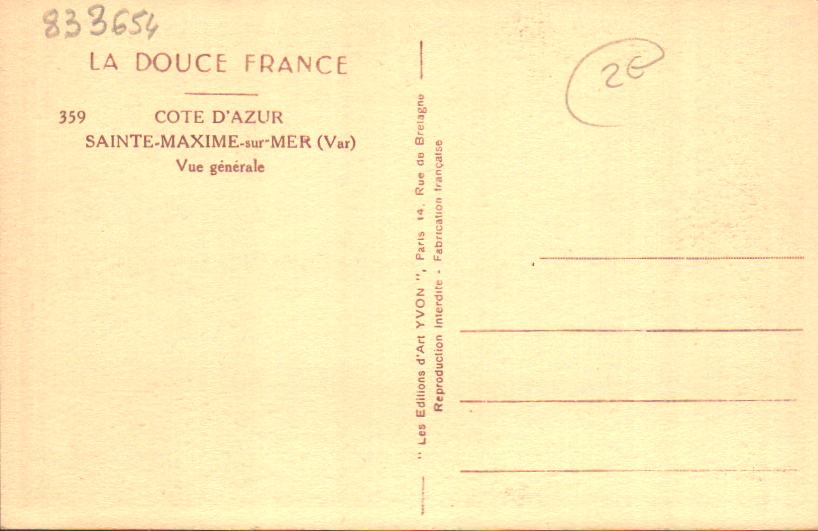 833654
LA DOUCE FRANCE
359 COTE D'AZUR
SAINTE-MAXIME-sur-MER (Var)
Vue générale
" Les Editions d'Art YVON ", Paris 14, Rue de Bretagne
Reproduction Interdite - Fabrication française
2€